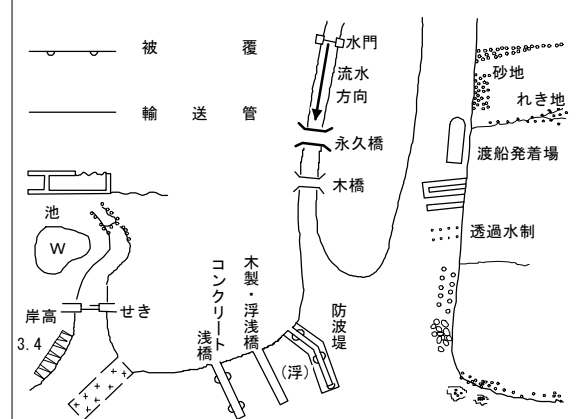 被覆
輸送管
水門
流水
方向
永久橋
木橋
砂地
れき地
渡船発着場
透過水制
池
W
岸高
3.4
せき
コンクリート
浅橋
木製・浮浅橋
(浮)
防波堤